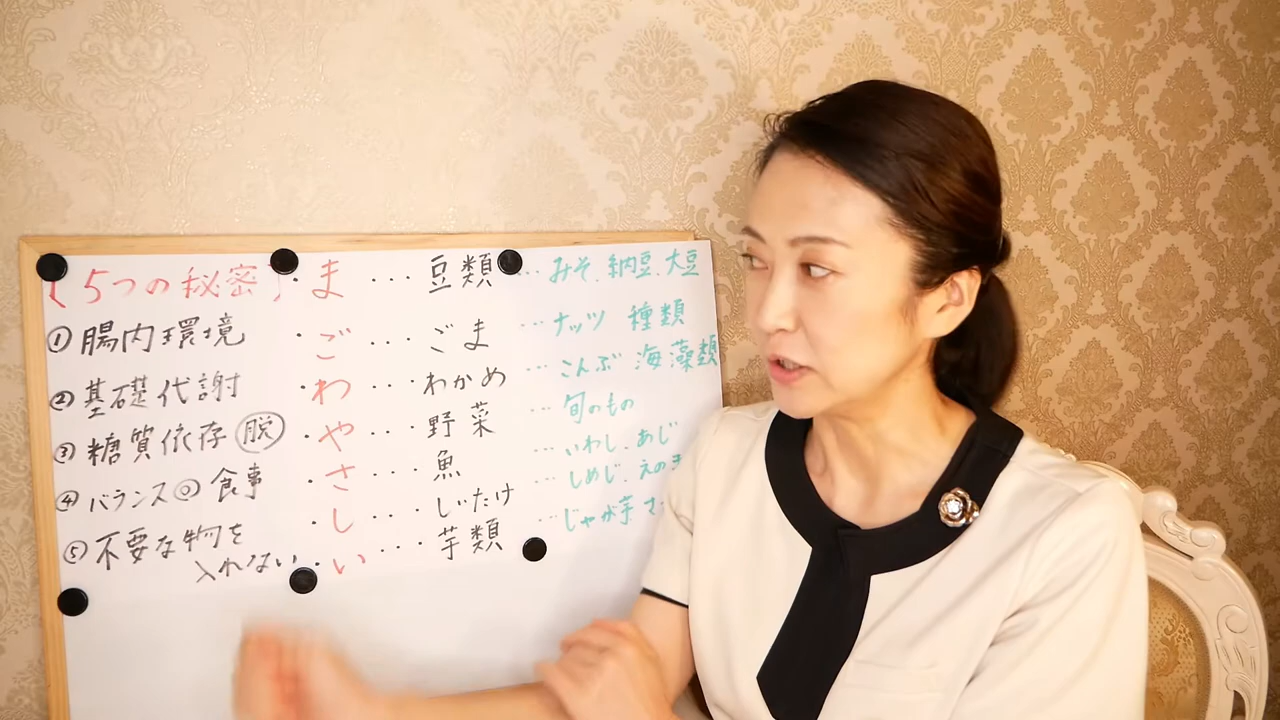 【5つの秘密】
①腸内環境
②基礎代謝
③糖質依存 脱
④バランス◎食事
⑤不要な物を
入れない
・ま…豆類…みそ.納豆.大豆
・ご…ごま…ナッツ 種類
・わ…わかめ…こんぶ 海藻類
・や…野菜…旬のもの
・さ…魚…いわし.あじ
・し…しいたけ…しめじ.えのき
・い…芋類…じゃが芋 さ